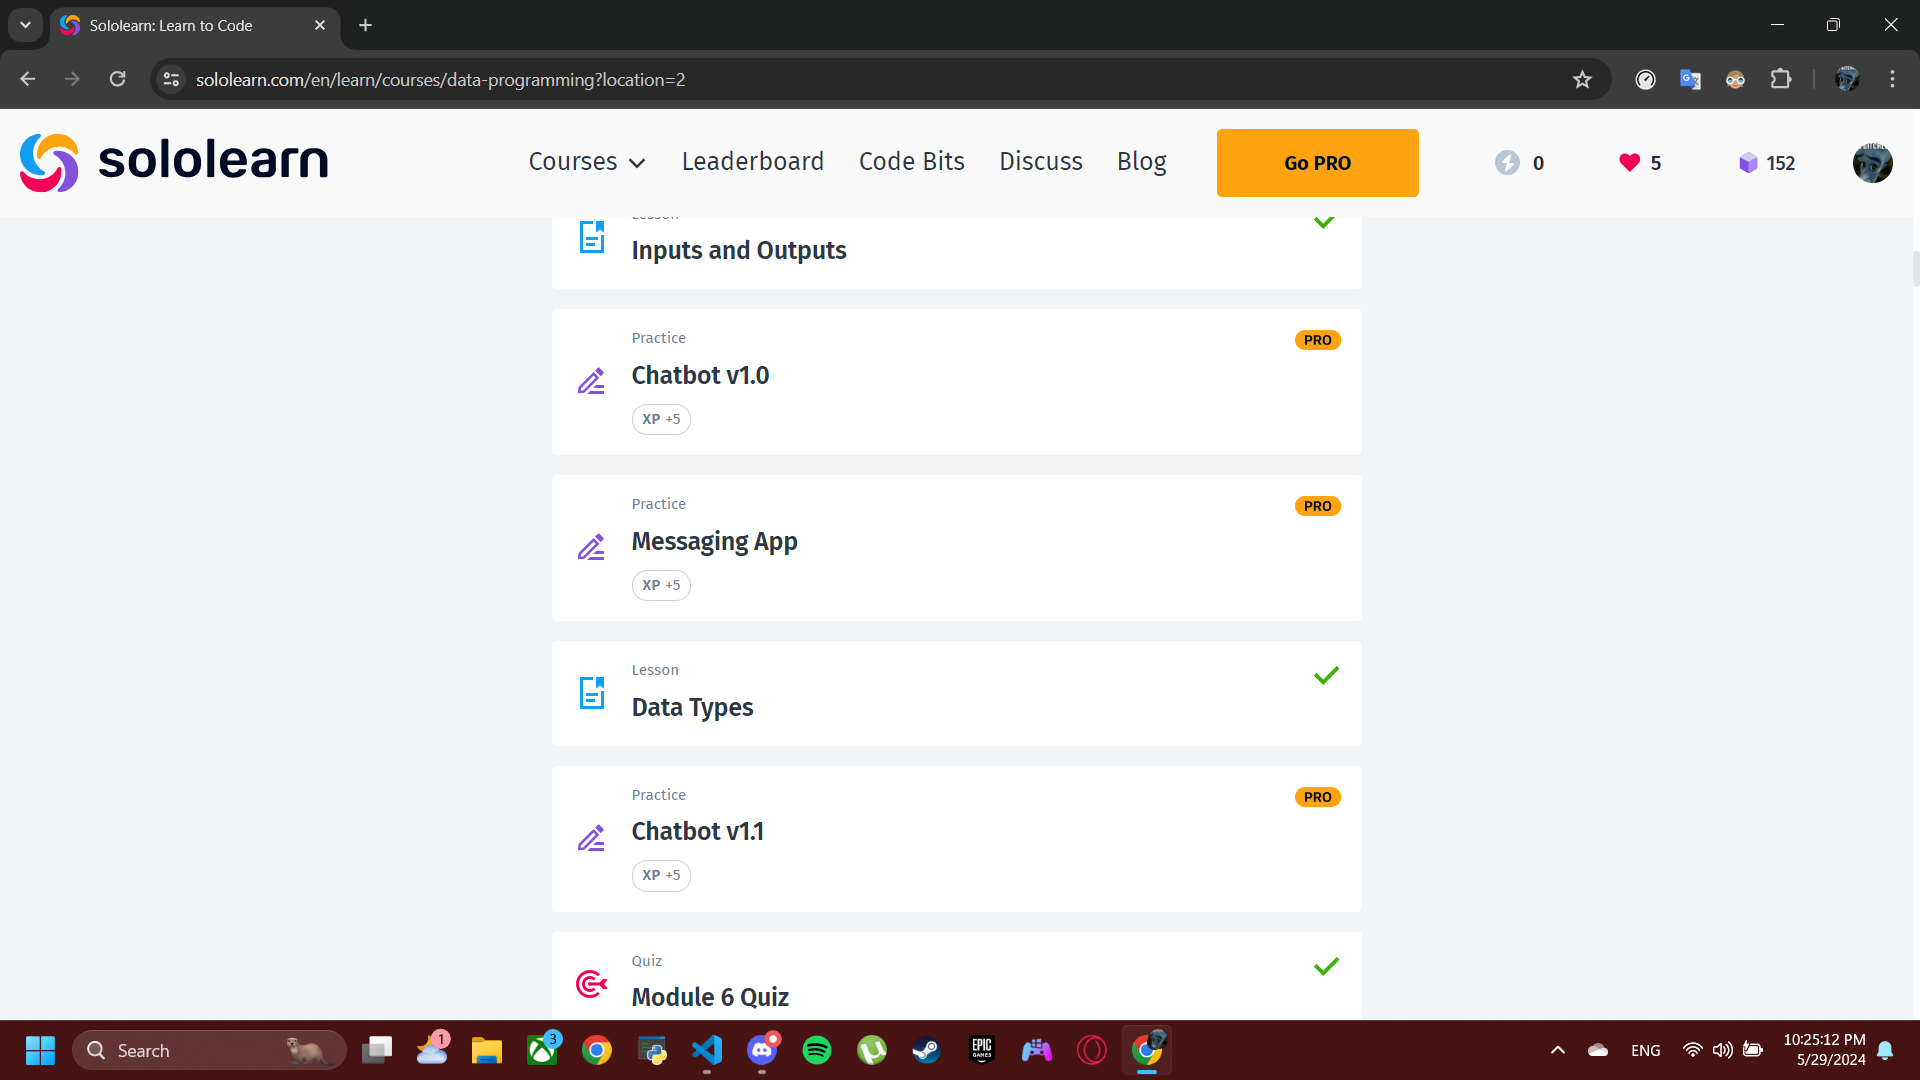 Sololearn: Learn to Code
sololearn.com/en/learn/courses/data-programming?location=2
sololearn
Courses
Leaderboard
Code Bits
Discuss
Blog
Go PRO
0
5
152
Lesson
Inputs and Outputs
Practice
PRO
Chatbot v1.0
XP +5
Practice
PRO
Messaging App
XP +5
Lesson
Data Types
Practice
PRO
Chatbot v1.1
XP +5
Quiz
Module 6 Quiz
Search
1
3
EPIC
GAMES
ENG
10:25:12 PM
5/29/2024